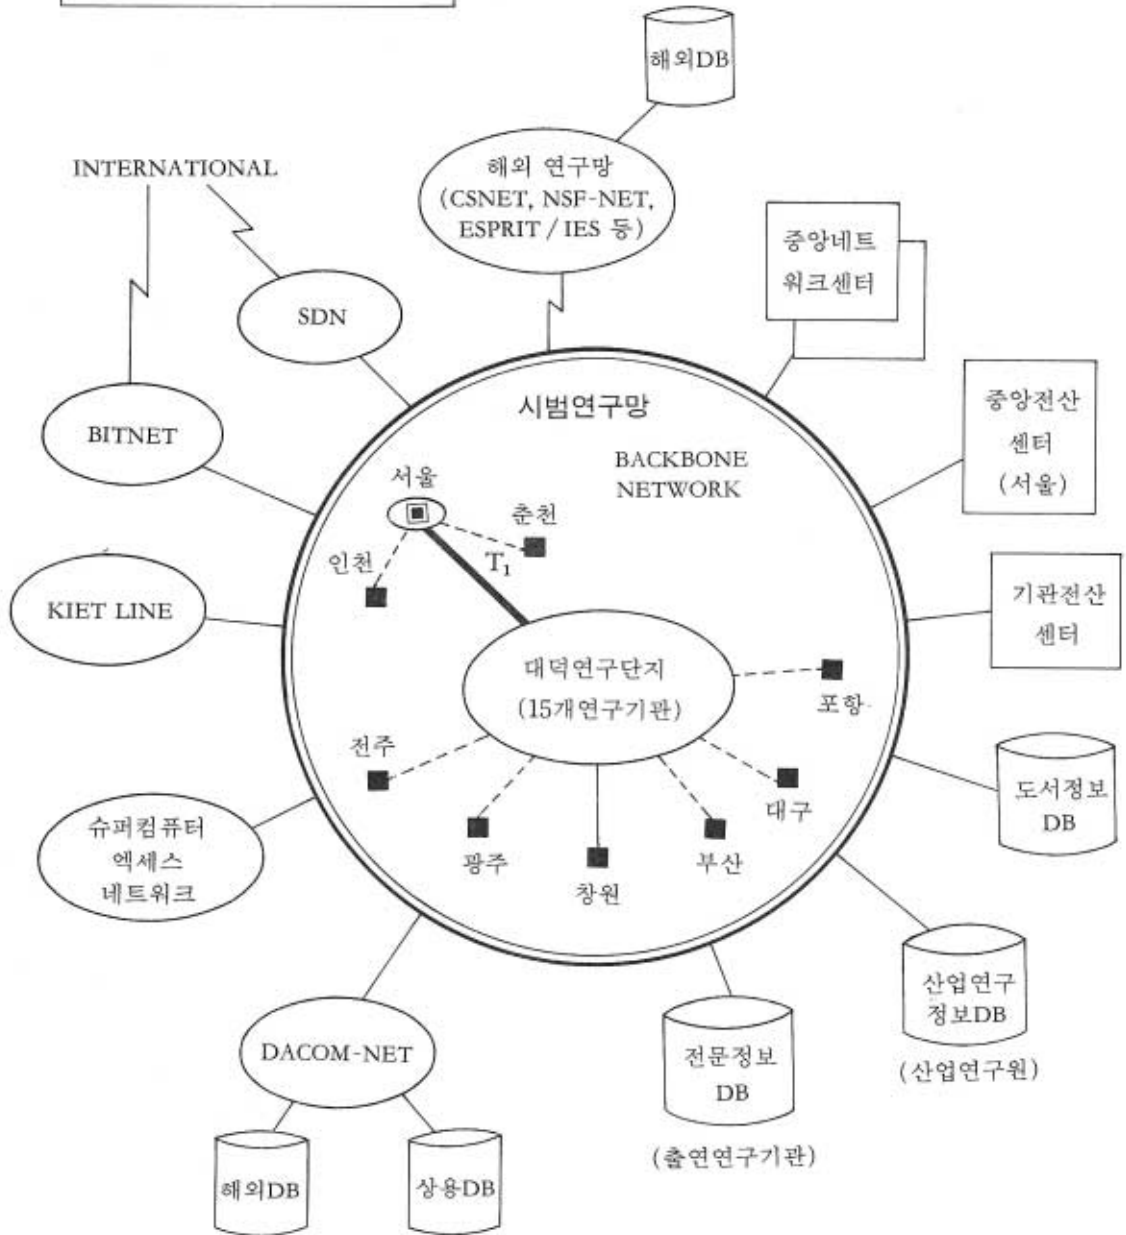 해외DB
해외 연구망
(CSNET, NSF-NET,
ESPRIT / IES 등)
INTERNATIONAL
중앙네트
워크센터
SDN
BITNET
중앙전산
센터
(서울)
시범연구망
BACKBONE
NETWORK
서울
춘천
인천
T1
KIET LINE
기관전산
센터
대덕연구단지
(15개연구기관)
포항
전주
대구
광주
부산
창원
도서정보
DB
슈퍼컴퓨터
엑세스
네트워크
산업연구
정보DB
(산업연구원)
DACOM-NET
전문정보
DB
(출연연구기관)
해외DB
상용DB